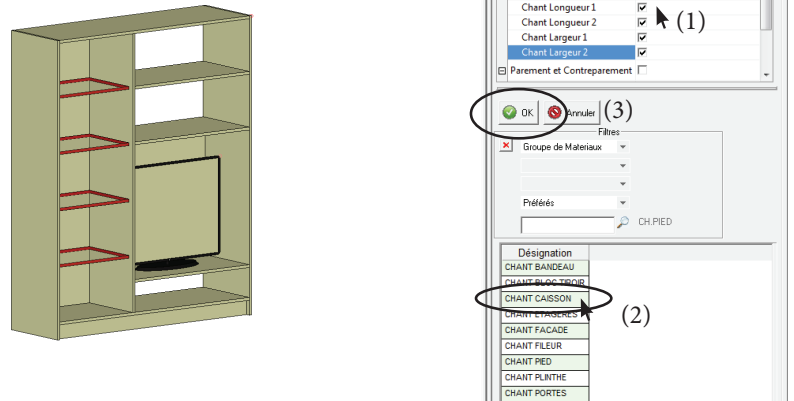 Chant Longueur 1
(1)
Chant Longueur 2
Chant Largeur 1
Chant Largeur 2
Parement et Contreparement
OK
Annuler
(3)
Filtres
Groupe de Materiaux
Préférés
CH.PIED
Désignation
CHANT BANDEAU
CHANT BLOC TIROIR
CHANT CAISSON
(2)
CHANT ETAGERES
CHANT FACADE
CHANT FILEUR
CHANT PIED
CHANT PLINTHE
CHANT PORTES